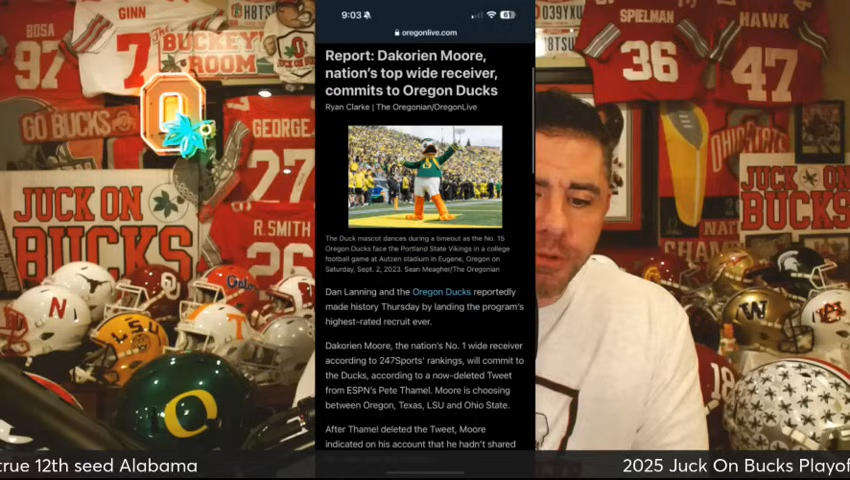 BOSA
97
GINN
7
The
BUCKEYE
ROOM
GO BUCKS
GEORGE
27
JUCK ON
BUCKS
R.SMITH
26
N
LSU
T
O
9:03
61
oregonlive.com
Report: Dakorien Moore,
nation's top wide receiver,
commits to Oregon Ducks
Ryan Clarke | The Oregonian/OregonLive
The Duck mascot dances during a timeout as the No. 15
Oregon Ducks face the Portland State Vikings in a college
football game at Autzen stadium in Eugene, Oregon on
Saturday, Sept. 2, 2023. Sean Meagher/The Oregonian
Dan Lanning and the Oregon Ducks reportedly
made history Thursday by landing the program's
highest-rated recruit ever.
Dakorien Moore, the nation's No. 1 wide receiver
according to 247Sports' rankings, will commit to
the Ducks, according to a now-deleted Tweet
from ESPN's Pete Thamel. Moore is choosing
between Oregon, Texas, LSU and Ohio State.
After Thamel deleted the Tweet, Moore
indicated on his account that he hadn't shared
SPIELMAN
36
HAWK
47
OHIO STATE
JUCK ON
BUCKS
W
18
true 12th seed Alabama
2025 Juck On Bucks Playof